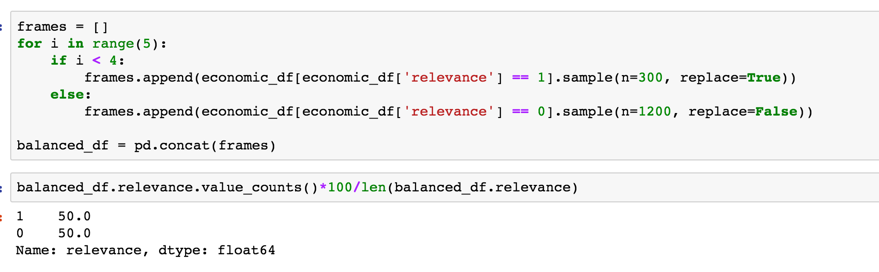 frames = []
for i in range(5):
    if i < 4:
        frames.append(economic_df[economic_df['relevance'] == 1].sample(n=300, replace=True))
    else:
        frames.append(economic_df[economic_df['relevance'] == 0].sample(n=1200, replace=False))
balanced_df = pd.concat(frames)
balanced_df.relevance.value_counts()*100/len(balanced_df.relevance)
1    50.0
0    50.0
Name: relevance, dtype: float64